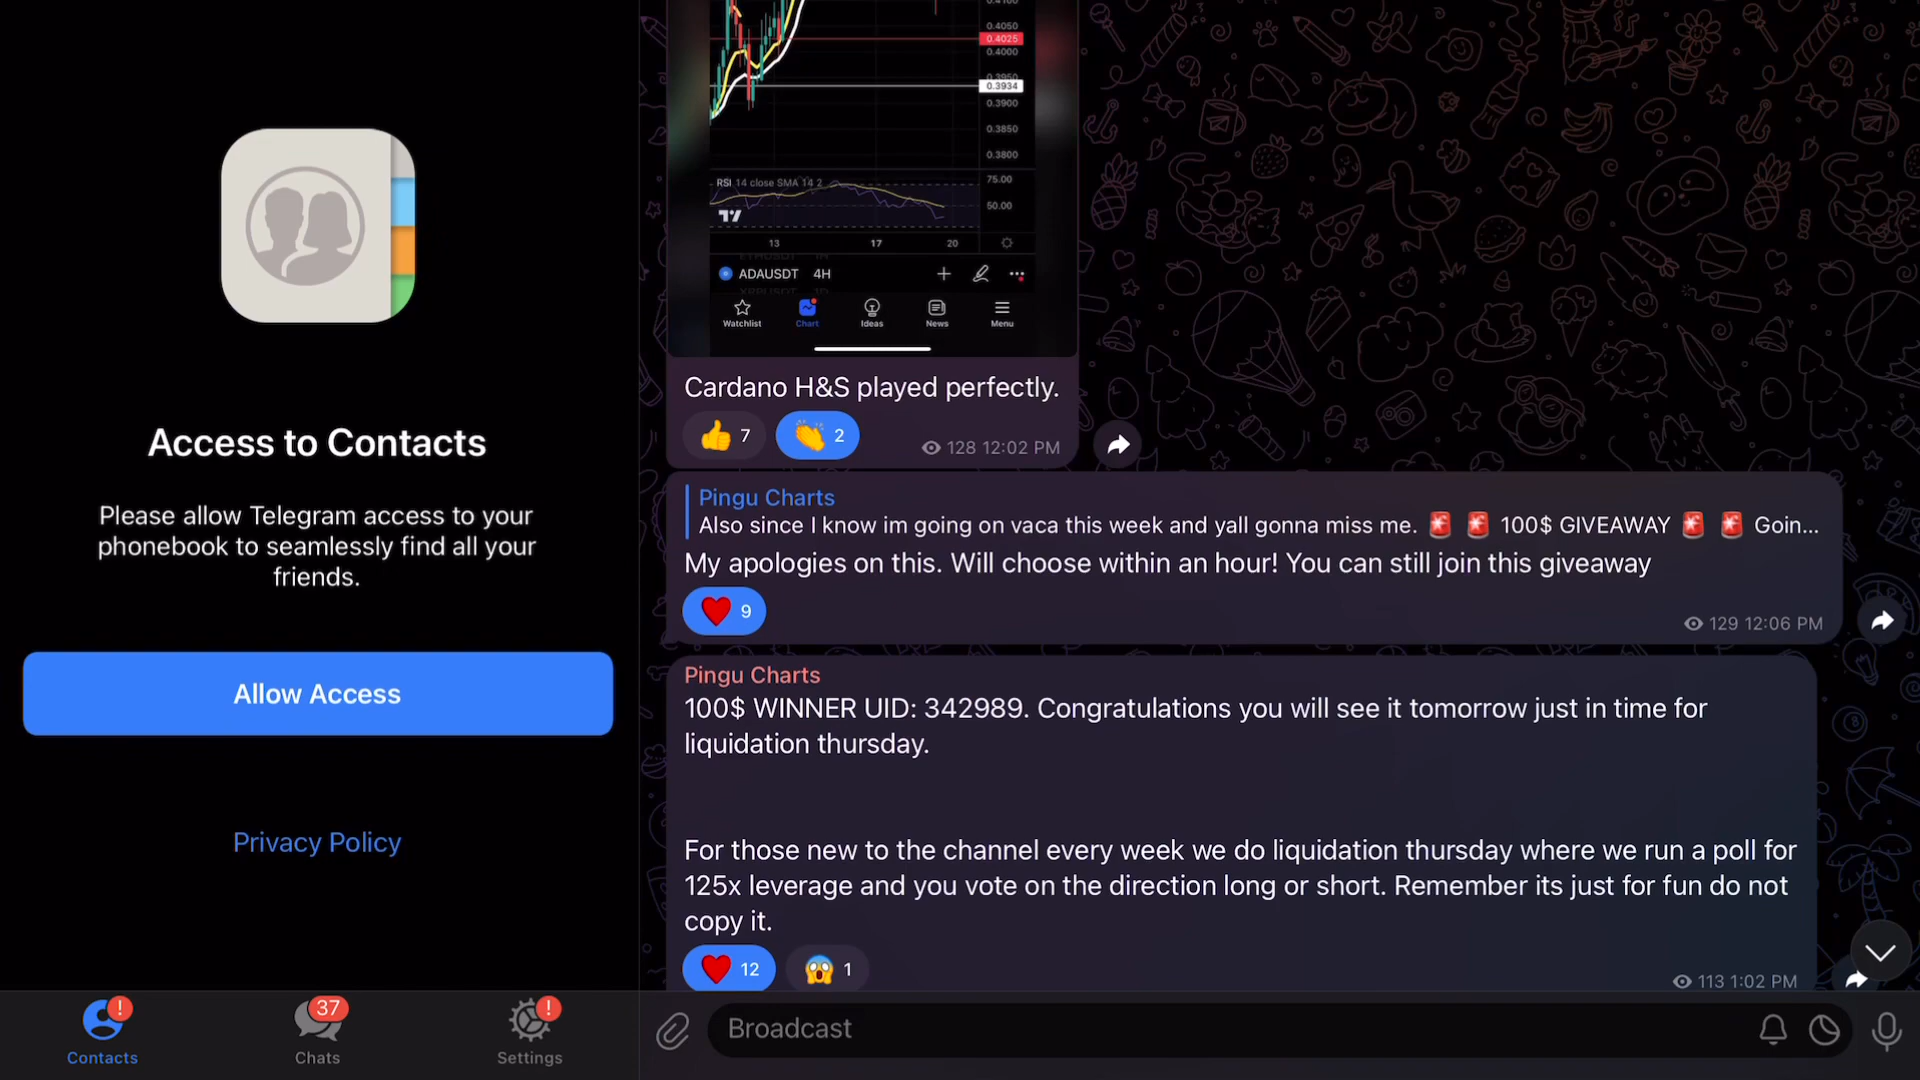 Access to Contacts
Please allow Telegram access to your
phonebook to seamlessly find all your
friends.
Allow Access
Privacy Policy
!
37
!
Contacts
Chats
Settings
0.4050
0.4025
0.4000
0.3950
0.3934
0.3900
0.3850
0.3800
RSI 14 close SMA 14 2
75.00
50.00
13
17
20
ADAUSDT 4H
Watchlist
Chart
Ideas
News
Menu
Cardano H&S played perfectly.
7
2
128 12:02 PM
Pingu Charts
Also since I know im going on vaca this week and yall gonna miss me. 🚨 🚨 100$ GIVEAWAY 🚨 🚨 Goin...
My apologies on this. Will choose within an hour! You can still join this giveaway
9
129 12:06 PM
Pingu Charts
100$ WINNER UID: 342989. Congratulations you will see it tomorrow just in time for
liquidation thursday.
For those new to the channel every week we do liquidation thursday where we run a poll for
125x leverage and you vote on the direction long or short. Remember its just for fun do not
copy it.
12
1
113 1:02 PM
Broadcast